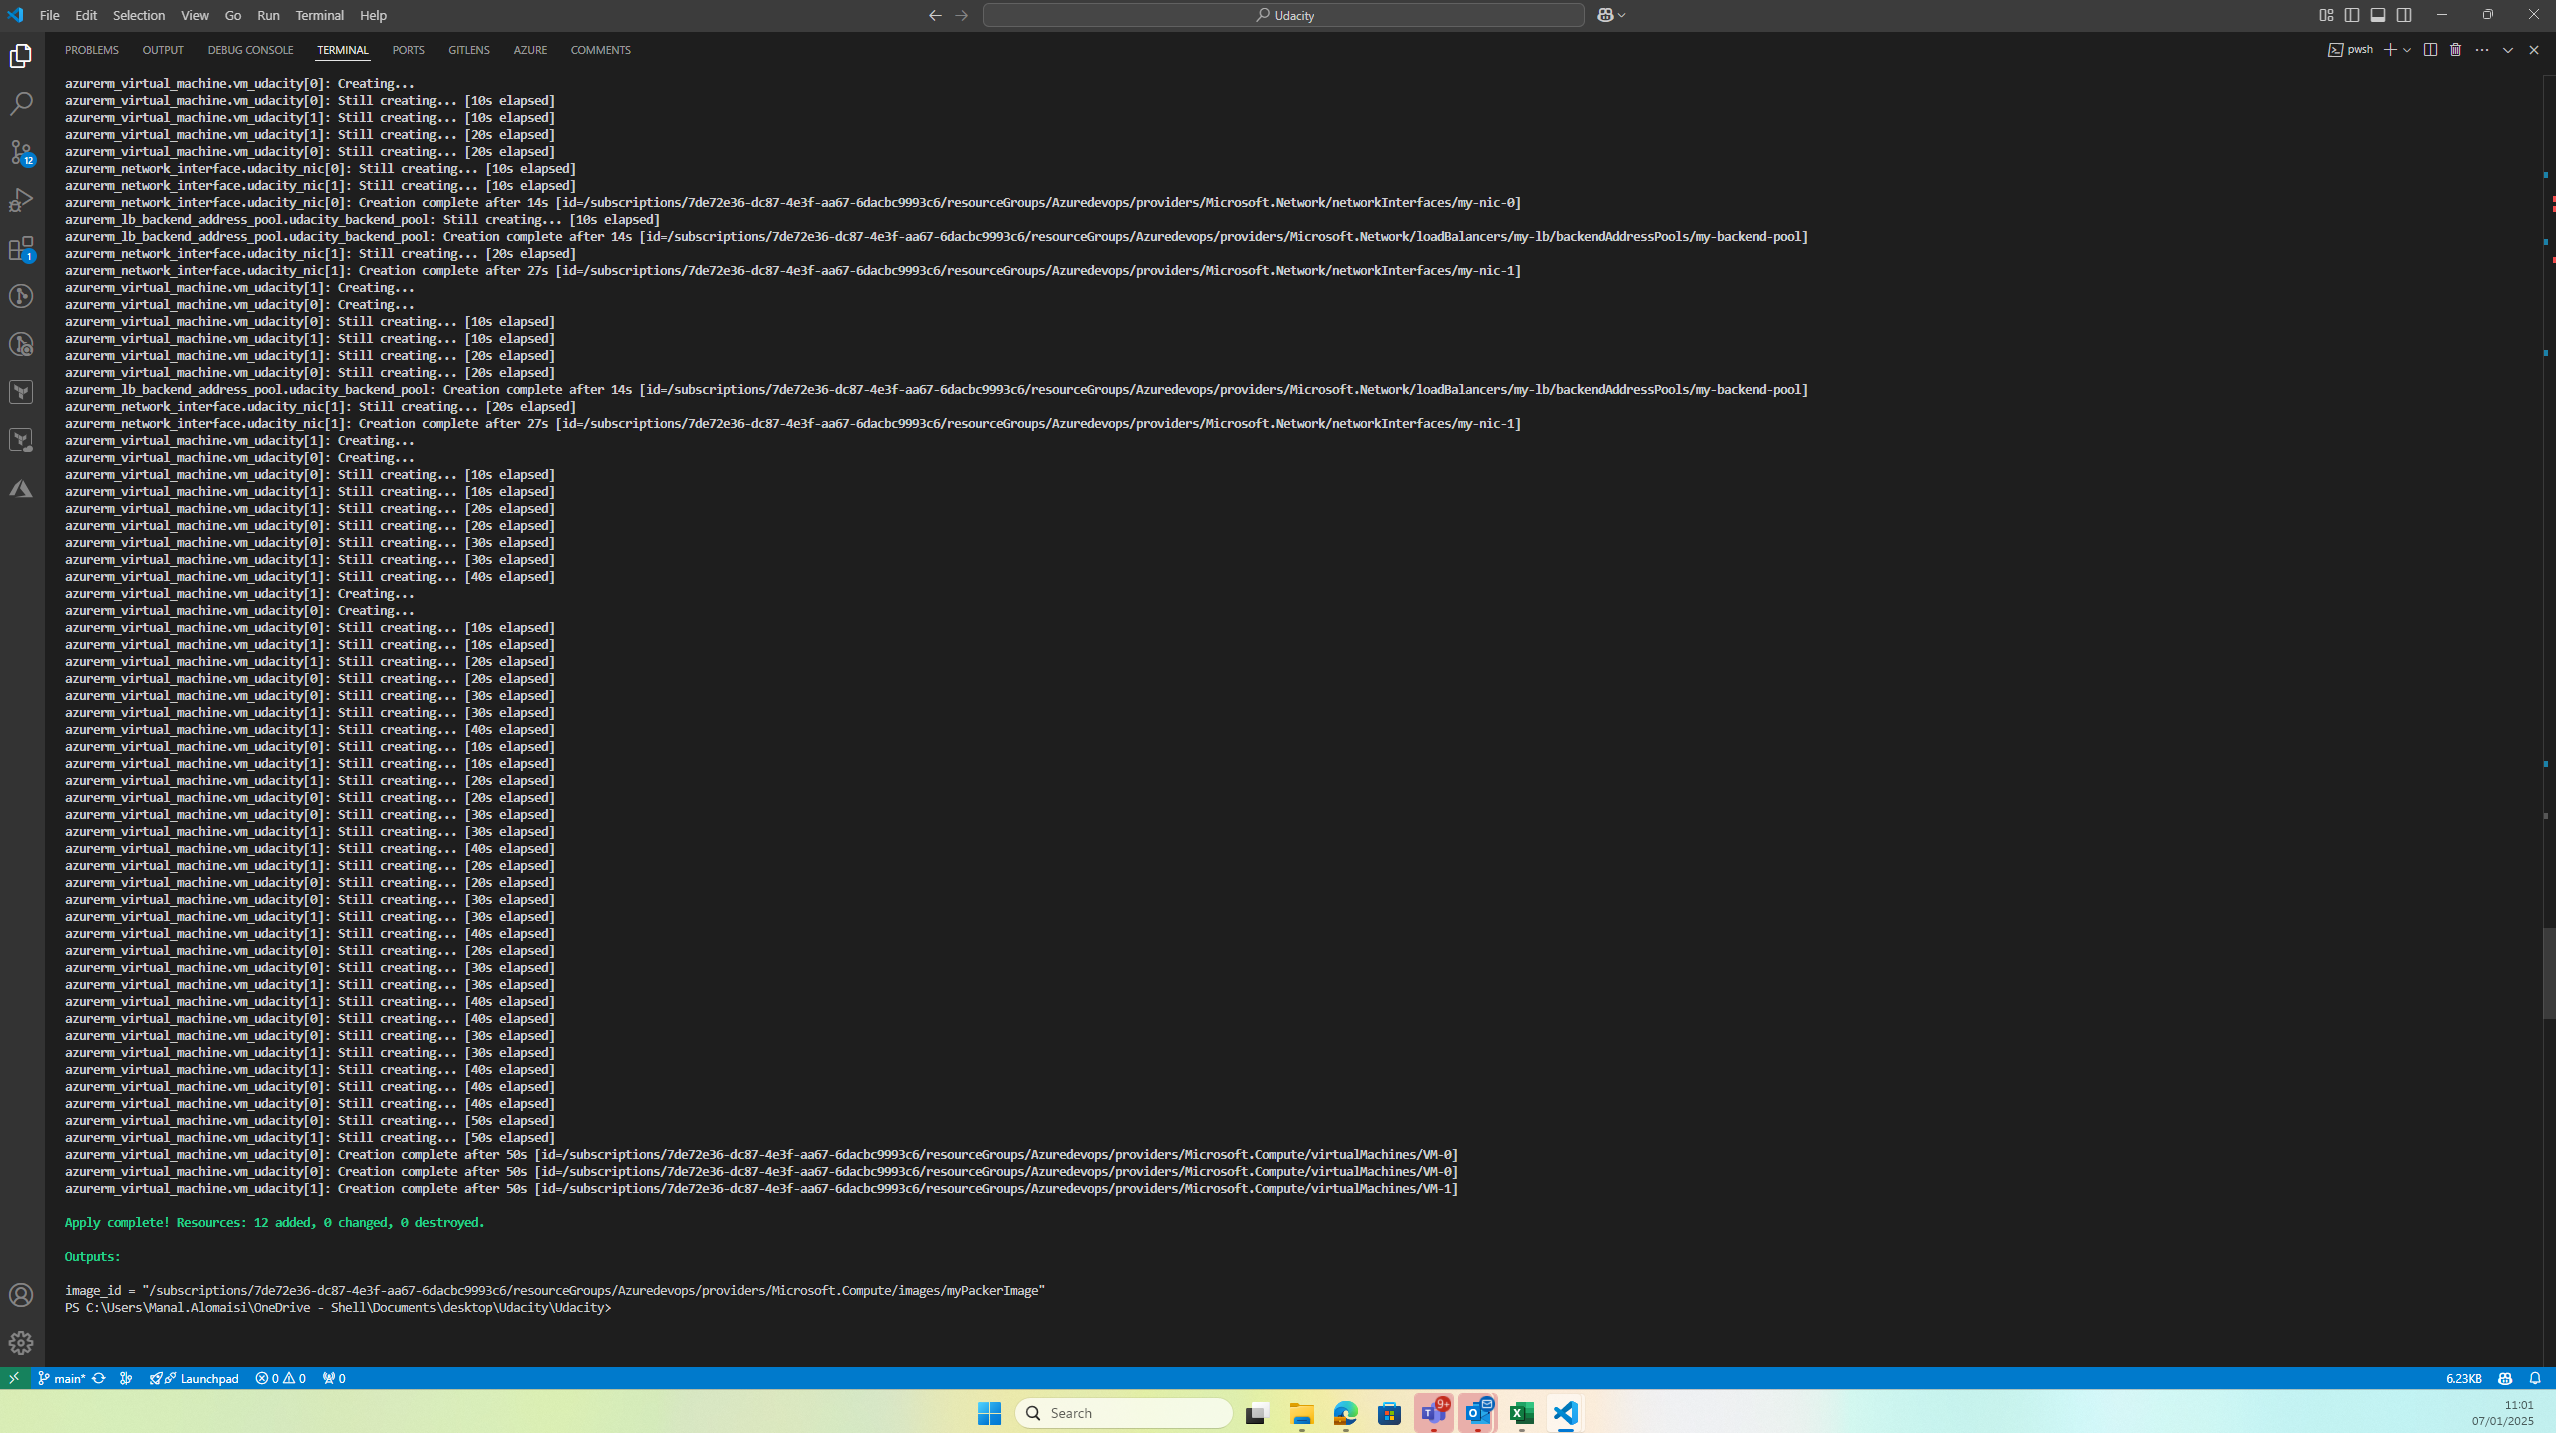 File Edit Selection View Go Run Terminal Help
Udacity
PROBLEMS OUTPUT DEBUG CONSOLE TERMINAL PORTS GITLENS AZURE COMMENTS
pwsh
azurerm_virtual_machine.vm_udacity[0]: Creating...
azurerm_virtual_machine.vm_udacity[0]: Still creating... [10s elapsed]
azurerm_virtual_machine.vm_udacity[1]: Still creating... [10s elapsed]
azurerm_virtual_machine.vm_udacity[1]: Still creating... [20s elapsed]
azurerm_virtual_machine.vm_udacity[0]: Still creating... [20s elapsed]
azurerm_network_interface.udacity_nic[0]: Still creating... [10s elapsed]
azurerm_network_interface.udacity_nic[1]: Still creating... [10s elapsed]
azurerm_network_interface.udacity_nic[0]: Creation complete after 14s [id=/subscriptions/7de72e36-dc87-4e3f-aa67-6dacbc9993c6/resourceGroups/Azuredevops/providers/Microsoft.Network/networkInterfaces/my-nic-0]
azurerm_lb_backend_address_pool.udacity_backend_pool: Still creating... [10s elapsed]
azurerm_lb_backend_address_pool.udacity_backend_pool: Creation complete after 14s [id=/subscriptions/7de72e36-dc87-4e3f-aa67-6dacbc9993c6/resourceGroups/Azuredevops/providers/Microsoft.Network/loadBalancers/my-lb/backendAddressPools/my-backend-pool]
azurerm_network_interface.udacity_nic[1]: Still creating... [20s elapsed]
azurerm_network_interface.udacity_nic[1]: Creation complete after 27s [id=/subscriptions/7de72e36-dc87-4e3f-aa67-6dacbc9993c6/resourceGroups/Azuredevops/providers/Microsoft.Network/networkInterfaces/my-nic-1]
azurerm_virtual_machine.vm_udacity[1]: Creating...
azurerm_virtual_machine.vm_udacity[0]: Creating...
azurerm_virtual_machine.vm_udacity[0]: Still creating... [10s elapsed]
azurerm_virtual_machine.vm_udacity[1]: Still creating... [10s elapsed]
azurerm_virtual_machine.vm_udacity[1]: Still creating... [20s elapsed]
azurerm_virtual_machine.vm_udacity[0]: Still creating... [20s elapsed]
azurerm_lb_backend_address_pool.udacity_backend_pool: Creation complete after 14s [id=/subscriptions/7de72e36-dc87-4e3f-aa67-6dacbc9993c6/resourceGroups/Azuredevops/providers/Microsoft.Network/loadBalancers/my-lb/backendAddressPools/my-backend-pool]
azurerm_network_interface.udacity_nic[1]: Still creating... [20s elapsed]
azurerm_network_interface.udacity_nic[1]: Creation complete after 27s [id=/subscriptions/7de72e36-dc87-4e3f-aa67-6dacbc9993c6/resourceGroups/Azuredevops/providers/Microsoft.Network/networkInterfaces/my-nic-1]
azurerm_virtual_machine.vm_udacity[1]: Creating...
azurerm_virtual_machine.vm_udacity[0]: Creating...
azurerm_virtual_machine.vm_udacity[0]: Still creating... [10s elapsed]
azurerm_virtual_machine.vm_udacity[1]: Still creating... [10s elapsed]
azurerm_virtual_machine.vm_udacity[1]: Still creating... [20s elapsed]
azurerm_virtual_machine.vm_udacity[0]: Still creating... [20s elapsed]
azurerm_virtual_machine.vm_udacity[0]: Still creating... [30s elapsed]
azurerm_virtual_machine.vm_udacity[1]: Still creating... [30s elapsed]
azurerm_virtual_machine.vm_udacity[1]: Still creating... [40s elapsed]
azurerm_virtual_machine.vm_udacity[1]: Creating...
azurerm_virtual_machine.vm_udacity[0]: Creating...
azurerm_virtual_machine.vm_udacity[0]: Still creating... [10s elapsed]
azurerm_virtual_machine.vm_udacity[1]: Still creating... [10s elapsed]
azurerm_virtual_machine.vm_udacity[1]: Still creating... [20s elapsed]
azurerm_virtual_machine.vm_udacity[0]: Still creating... [20s elapsed]
azurerm_virtual_machine.vm_udacity[0]: Still creating... [30s elapsed]
azurerm_virtual_machine.vm_udacity[1]: Still creating... [30s elapsed]
azurerm_virtual_machine.vm_udacity[1]: Still creating... [40s elapsed]
azurerm_virtual_machine.vm_udacity[0]: Still creating... [10s elapsed]
azurerm_virtual_machine.vm_udacity[1]: Still creating... [10s elapsed]
azurerm_virtual_machine.vm_udacity[1]: Still creating... [20s elapsed]
azurerm_virtual_machine.vm_udacity[0]: Still creating... [20s elapsed]
azurerm_virtual_machine.vm_udacity[0]: Still creating... [30s elapsed]
azurerm_virtual_machine.vm_udacity[1]: Still creating... [30s elapsed]
azurerm_virtual_machine.vm_udacity[1]: Still creating... [40s elapsed]
azurerm_virtual_machine.vm_udacity[1]: Still creating... [20s elapsed]
azurerm_virtual_machine.vm_udacity[0]: Still creating... [20s elapsed]
azurerm_virtual_machine.vm_udacity[0]: Still creating... [30s elapsed]
azurerm_virtual_machine.vm_udacity[1]: Still creating... [30s elapsed]
azurerm_virtual_machine.vm_udacity[1]: Still creating... [40s elapsed]
azurerm_virtual_machine.vm_udacity[0]: Still creating... [20s elapsed]
azurerm_virtual_machine.vm_udacity[0]: Still creating... [30s elapsed]
azurerm_virtual_machine.vm_udacity[1]: Still creating... [30s elapsed]
azurerm_virtual_machine.vm_udacity[1]: Still creating... [40s elapsed]
azurerm_virtual_machine.vm_udacity[0]: Still creating... [40s elapsed]
azurerm_virtual_machine.vm_udacity[0]: Still creating... [30s elapsed]
azurerm_virtual_machine.vm_udacity[1]: Still creating... [30s elapsed]
azurerm_virtual_machine.vm_udacity[1]: Still creating... [40s elapsed]
azurerm_virtual_machine.vm_udacity[0]: Still creating... [40s elapsed]
azurerm_virtual_machine.vm_udacity[0]: Still creating... [40s elapsed]
azurerm_virtual_machine.vm_udacity[0]: Still creating... [50s elapsed]
azurerm_virtual_machine.vm_udacity[1]: Still creating... [50s elapsed]
azurerm_virtual_machine.vm_udacity[0]: Creation complete after 50s [id=/subscriptions/7de72e36-dc87-4e3f-aa67-6dacbc9993c6/resourceGroups/Azuredevops/providers/Microsoft.Compute/virtualMachines/VM-0]
azurerm_virtual_machine.vm_udacity[0]: Creation complete after 50s [id=/subscriptions/7de72e36-dc87-4e3f-aa67-6dacbc9993c6/resourceGroups/Azuredevops/providers/Microsoft.Compute/virtualMachines/VM-0]
azurerm_virtual_machine.vm_udacity[1]: Creation complete after 50s [id=/subscriptions/7de72e36-dc87-4e3f-aa67-6dacbc9993c6/resourceGroups/Azuredevops/providers/Microsoft.Compute/virtualMachines/VM-1]
Apply complete! Resources: 12 added, 0 changed, 0 destroyed.
Outputs:
image_id = "/subscriptions/7de72e36-dc87-4e3f-aa67-6dacbc9993c6/resourceGroups/Azuredevops/providers/Microsoft.Compute/images/myPackerImage"
PS C:\Users\Manal.Alomaisi\OneDrive - Shell\Documents\desktop\Udacity\Udacity>
12
1
main* Launchpad 0 0 0 6.23KB
Search
9+
11:01
07/01/2025